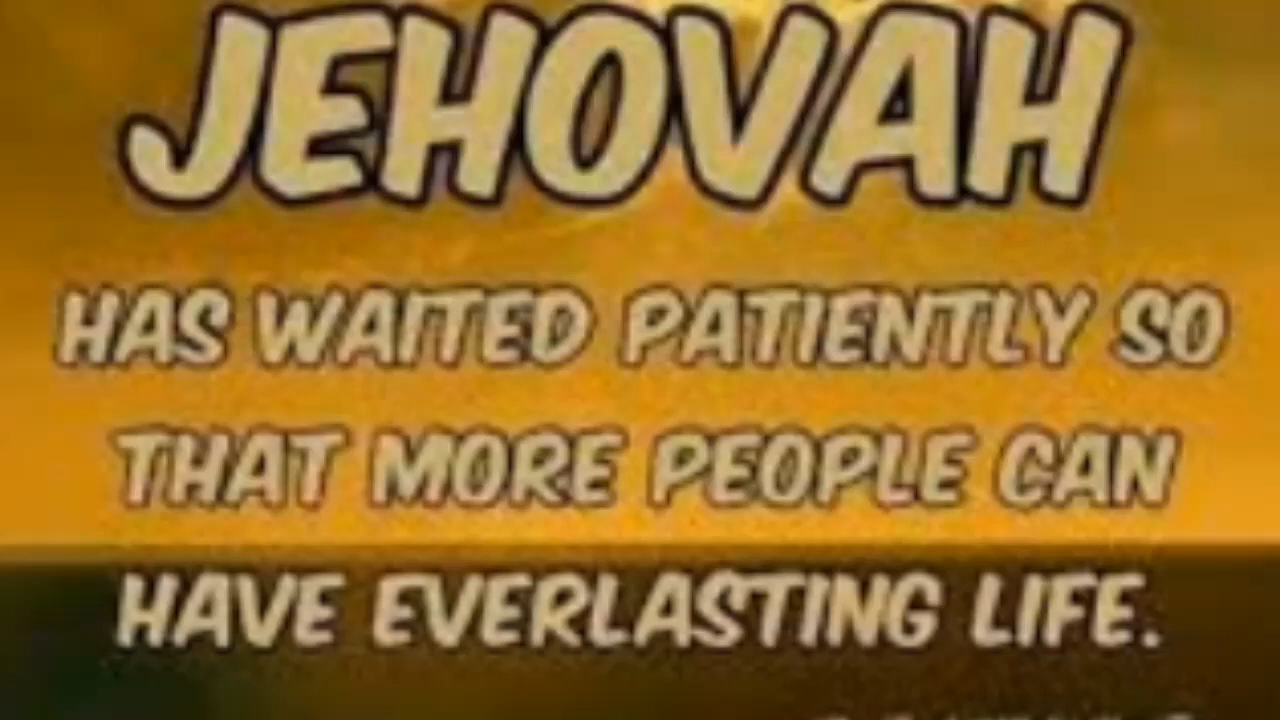 JEHOVAH
HAS WAITED PATIENTLY SO
THAT MORE PEOPLE CAN
HAVE EVERLASTING LIFE.